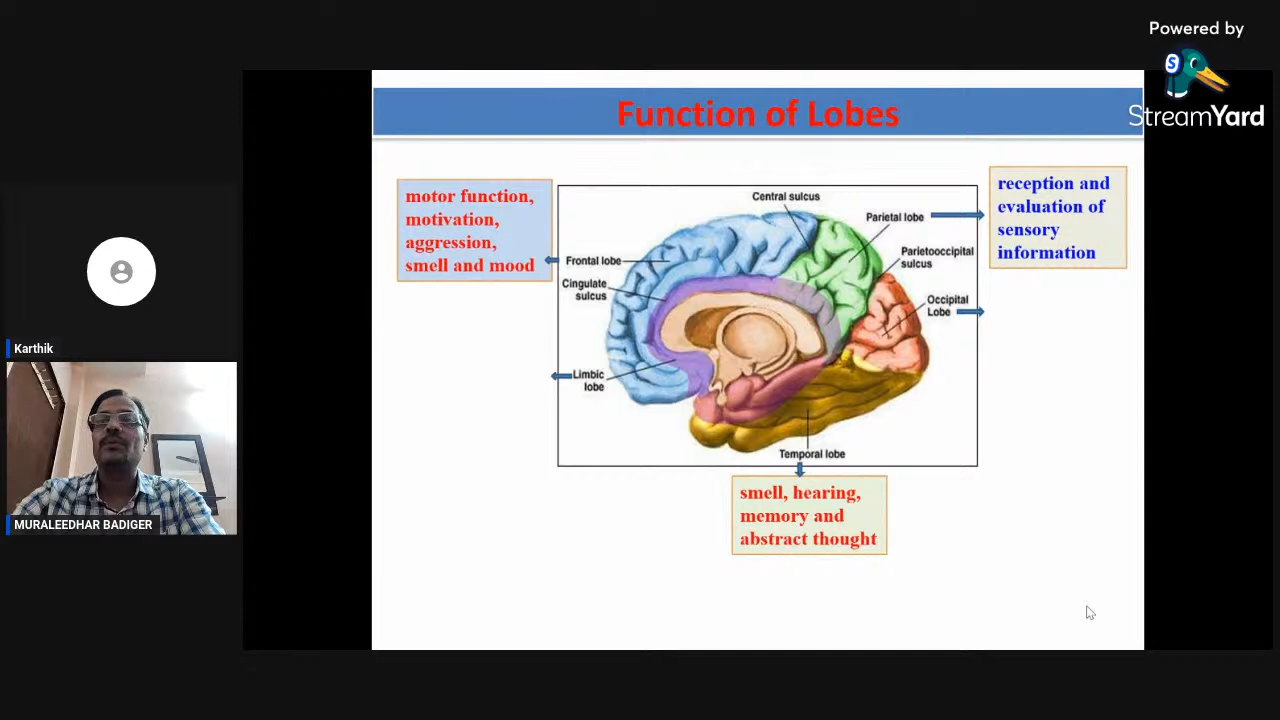 Powered by
S
StreamYard
Function of Lobes
motor function,
motivation,
aggression,
smell and mood
reception and
evaluation of
sensory
information
Central sulcus
Parietal lobe
Parietooccipital
sulcus
Frontal lobe
Cingulate
sulcus
Occipital
Lobe
Limbic
lobe
Temporal lobe
smell, hearing,
memory and
abstract thought
Karthik
MURALEEDHAR BADIGER